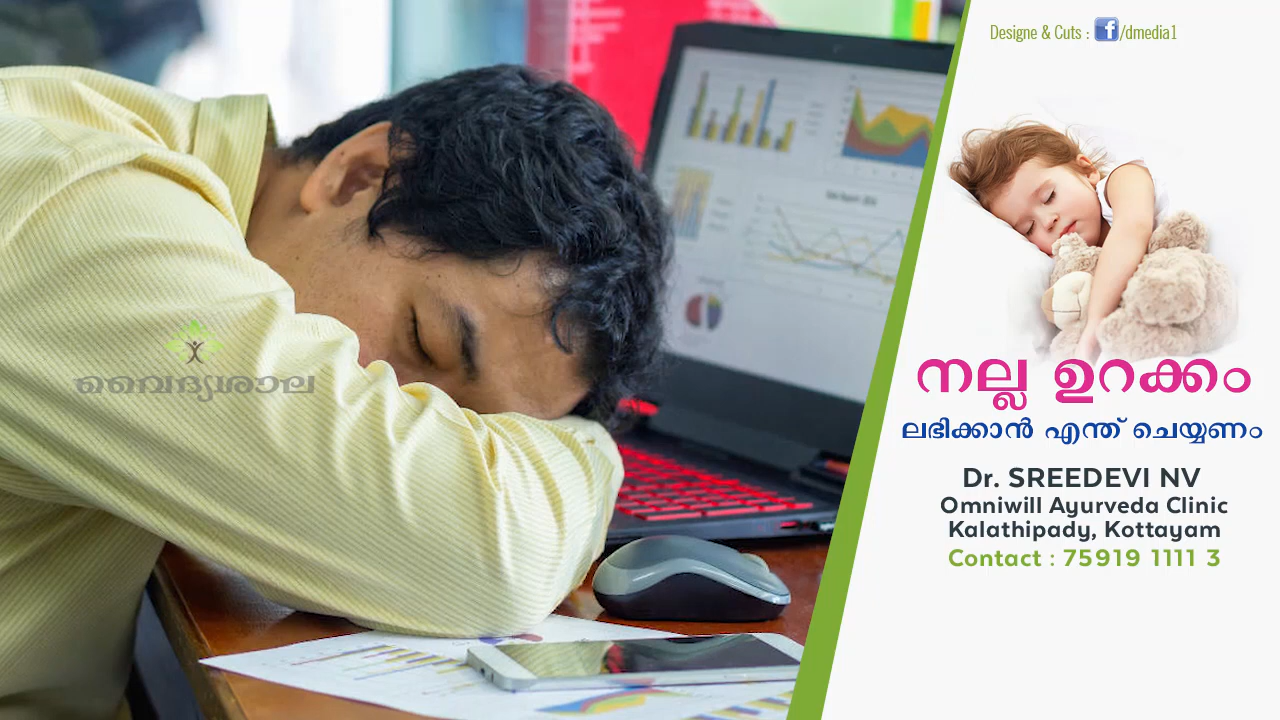 Designe & Cuts : f/dmedia1
വൈദ്യശാല
നല്ല ഉറക്കം
ലഭിക്കാൻ എന്ത് ചെയ്യണം
Dr. SREEDEVI NV
Omniwill Ayurveda Clinic
Kalathipady, Kottayam
Contact : 75919 1111 3